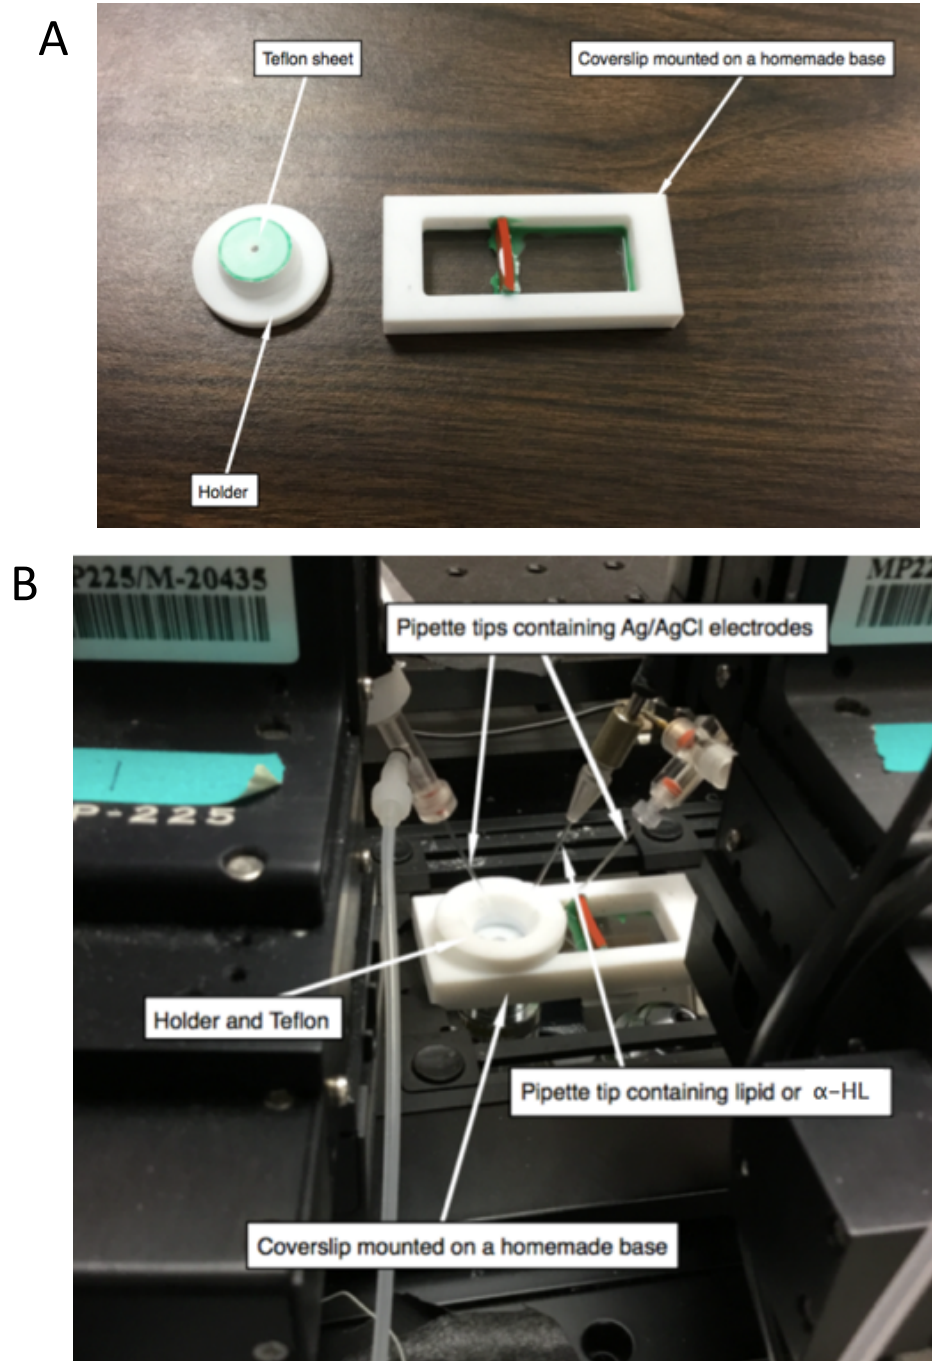 A
Teflon sheet
Coverslip mounted on a homemade base
Holder
B
P225/M-20435
MP22
Pipette tips containing Ag/AgCl electrodes
P-225
Holder and Teflon
Pipette tip containing lipid or α-HL
Coverslip mounted on a homemade base